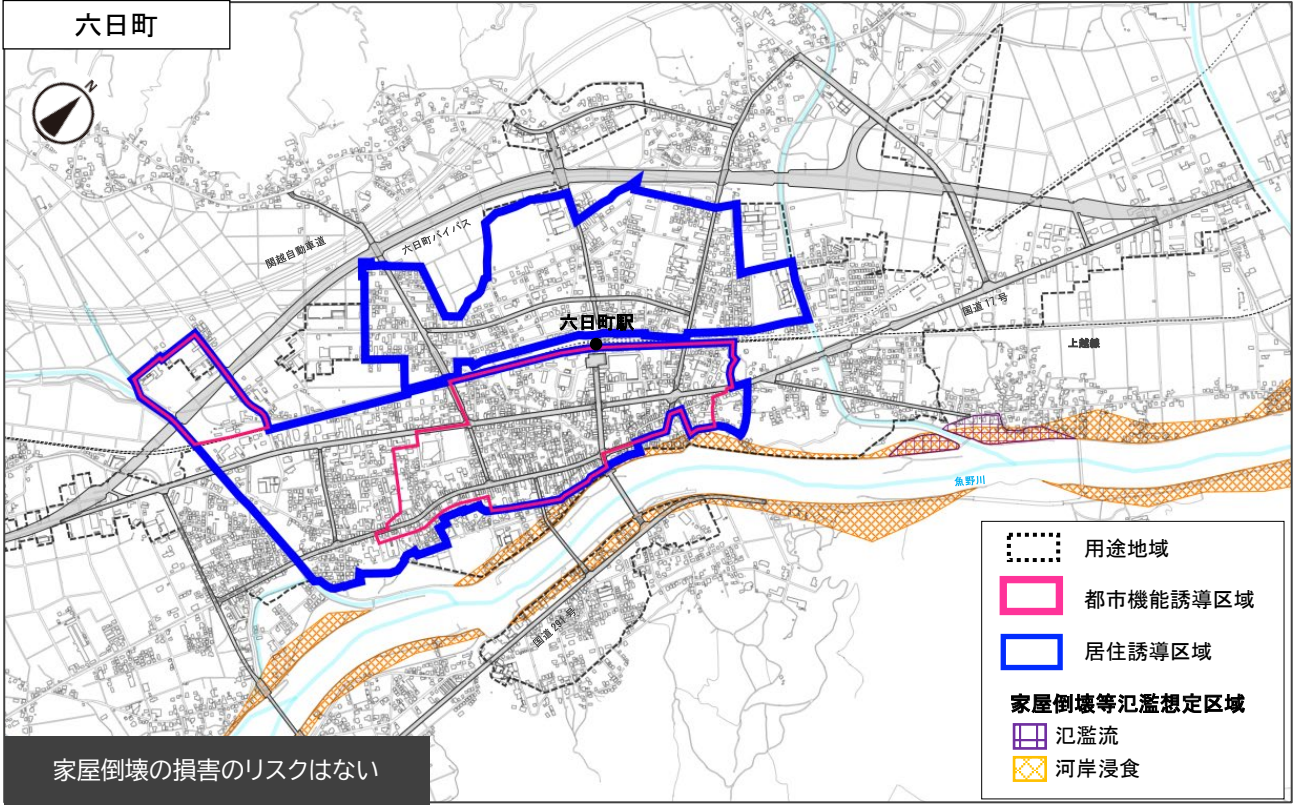 六日町
N
関越自動車道
六日町バイパス
六日町駅
国道17号
上越線
魚野川
国道291号
用途地域
都市機能誘導区域
居住誘導区域
家屋倒壊等氾濫想定区域
氾濫流
河岸浸食
家屋倒壊の損害のリスクはない